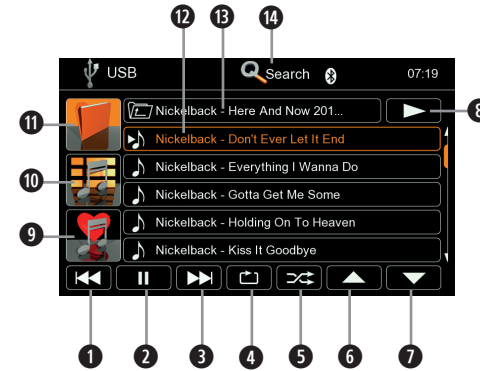 12 13 14
USB Search 07:19
Nickelback - Here And Now 201...
8
11
Nickelback - Don't Ever Let It End
10
Nickelback - Everything I Wanna Do
Nickelback - Gotta Get Me Some
9
Nickelback - Holding On To Heaven
Nickelback - Kiss It Goodbye
1 2 3 4 5 6 7